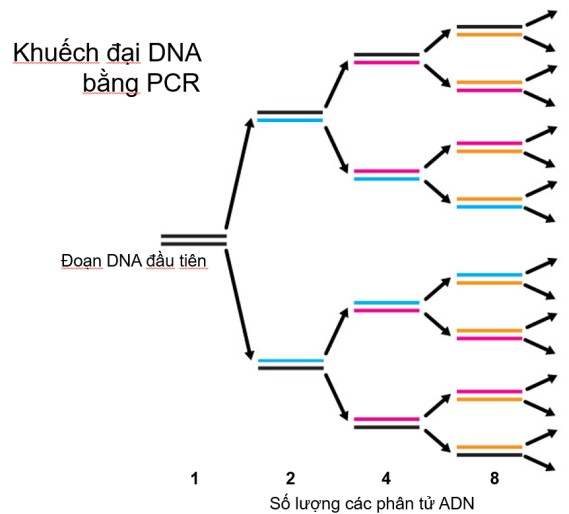 Khuếch đại DNA
bằng PCR
Đoạn DNA đầu tiên
1 2 4 8
Số lượng các phân tử ADN